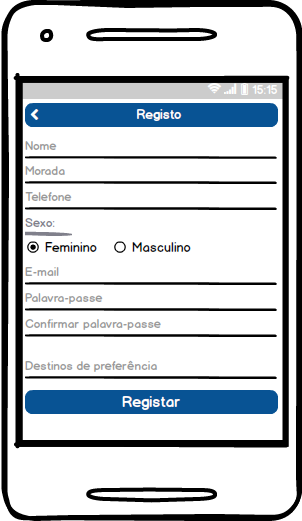 15:15
Registo
Nome
Morada
Telefone
Sexo:
Feminino Masculino
E-mail
Palavra-passe
Confirmar palavra-passe
Destinos de preferência
Registar